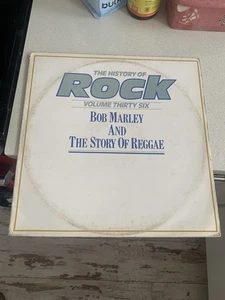 THE HISTORY OF
ROCK
VOLUME THIRTY SIX
BOB MARLEY
AND
THE STORY OF REGGAE